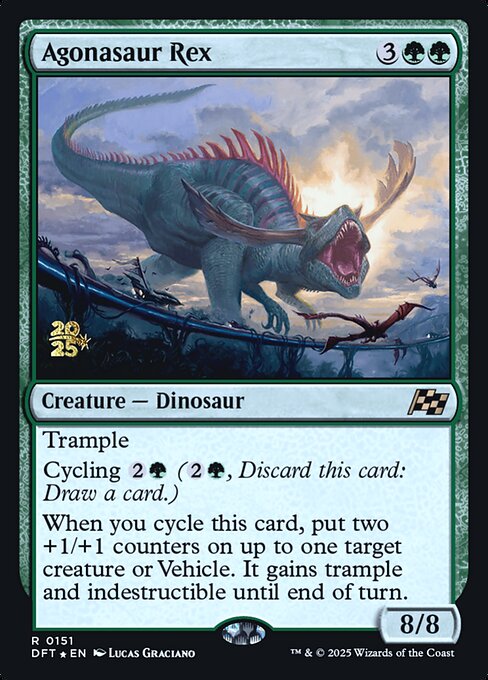 Agonasaur Rex 3
2025
Creature — Dinosaur
Trample
Cycling 2 (2, Discard this card:
Draw a card.)
When you cycle this card, put two
+1/+1 counters on up to one target
creature or Vehicle. It gains trample
and indestructible until end of turn.
8/8
R 0151
DFT ★ EN Lucas Graciano
™ & © 2025 Wizards of the Coast